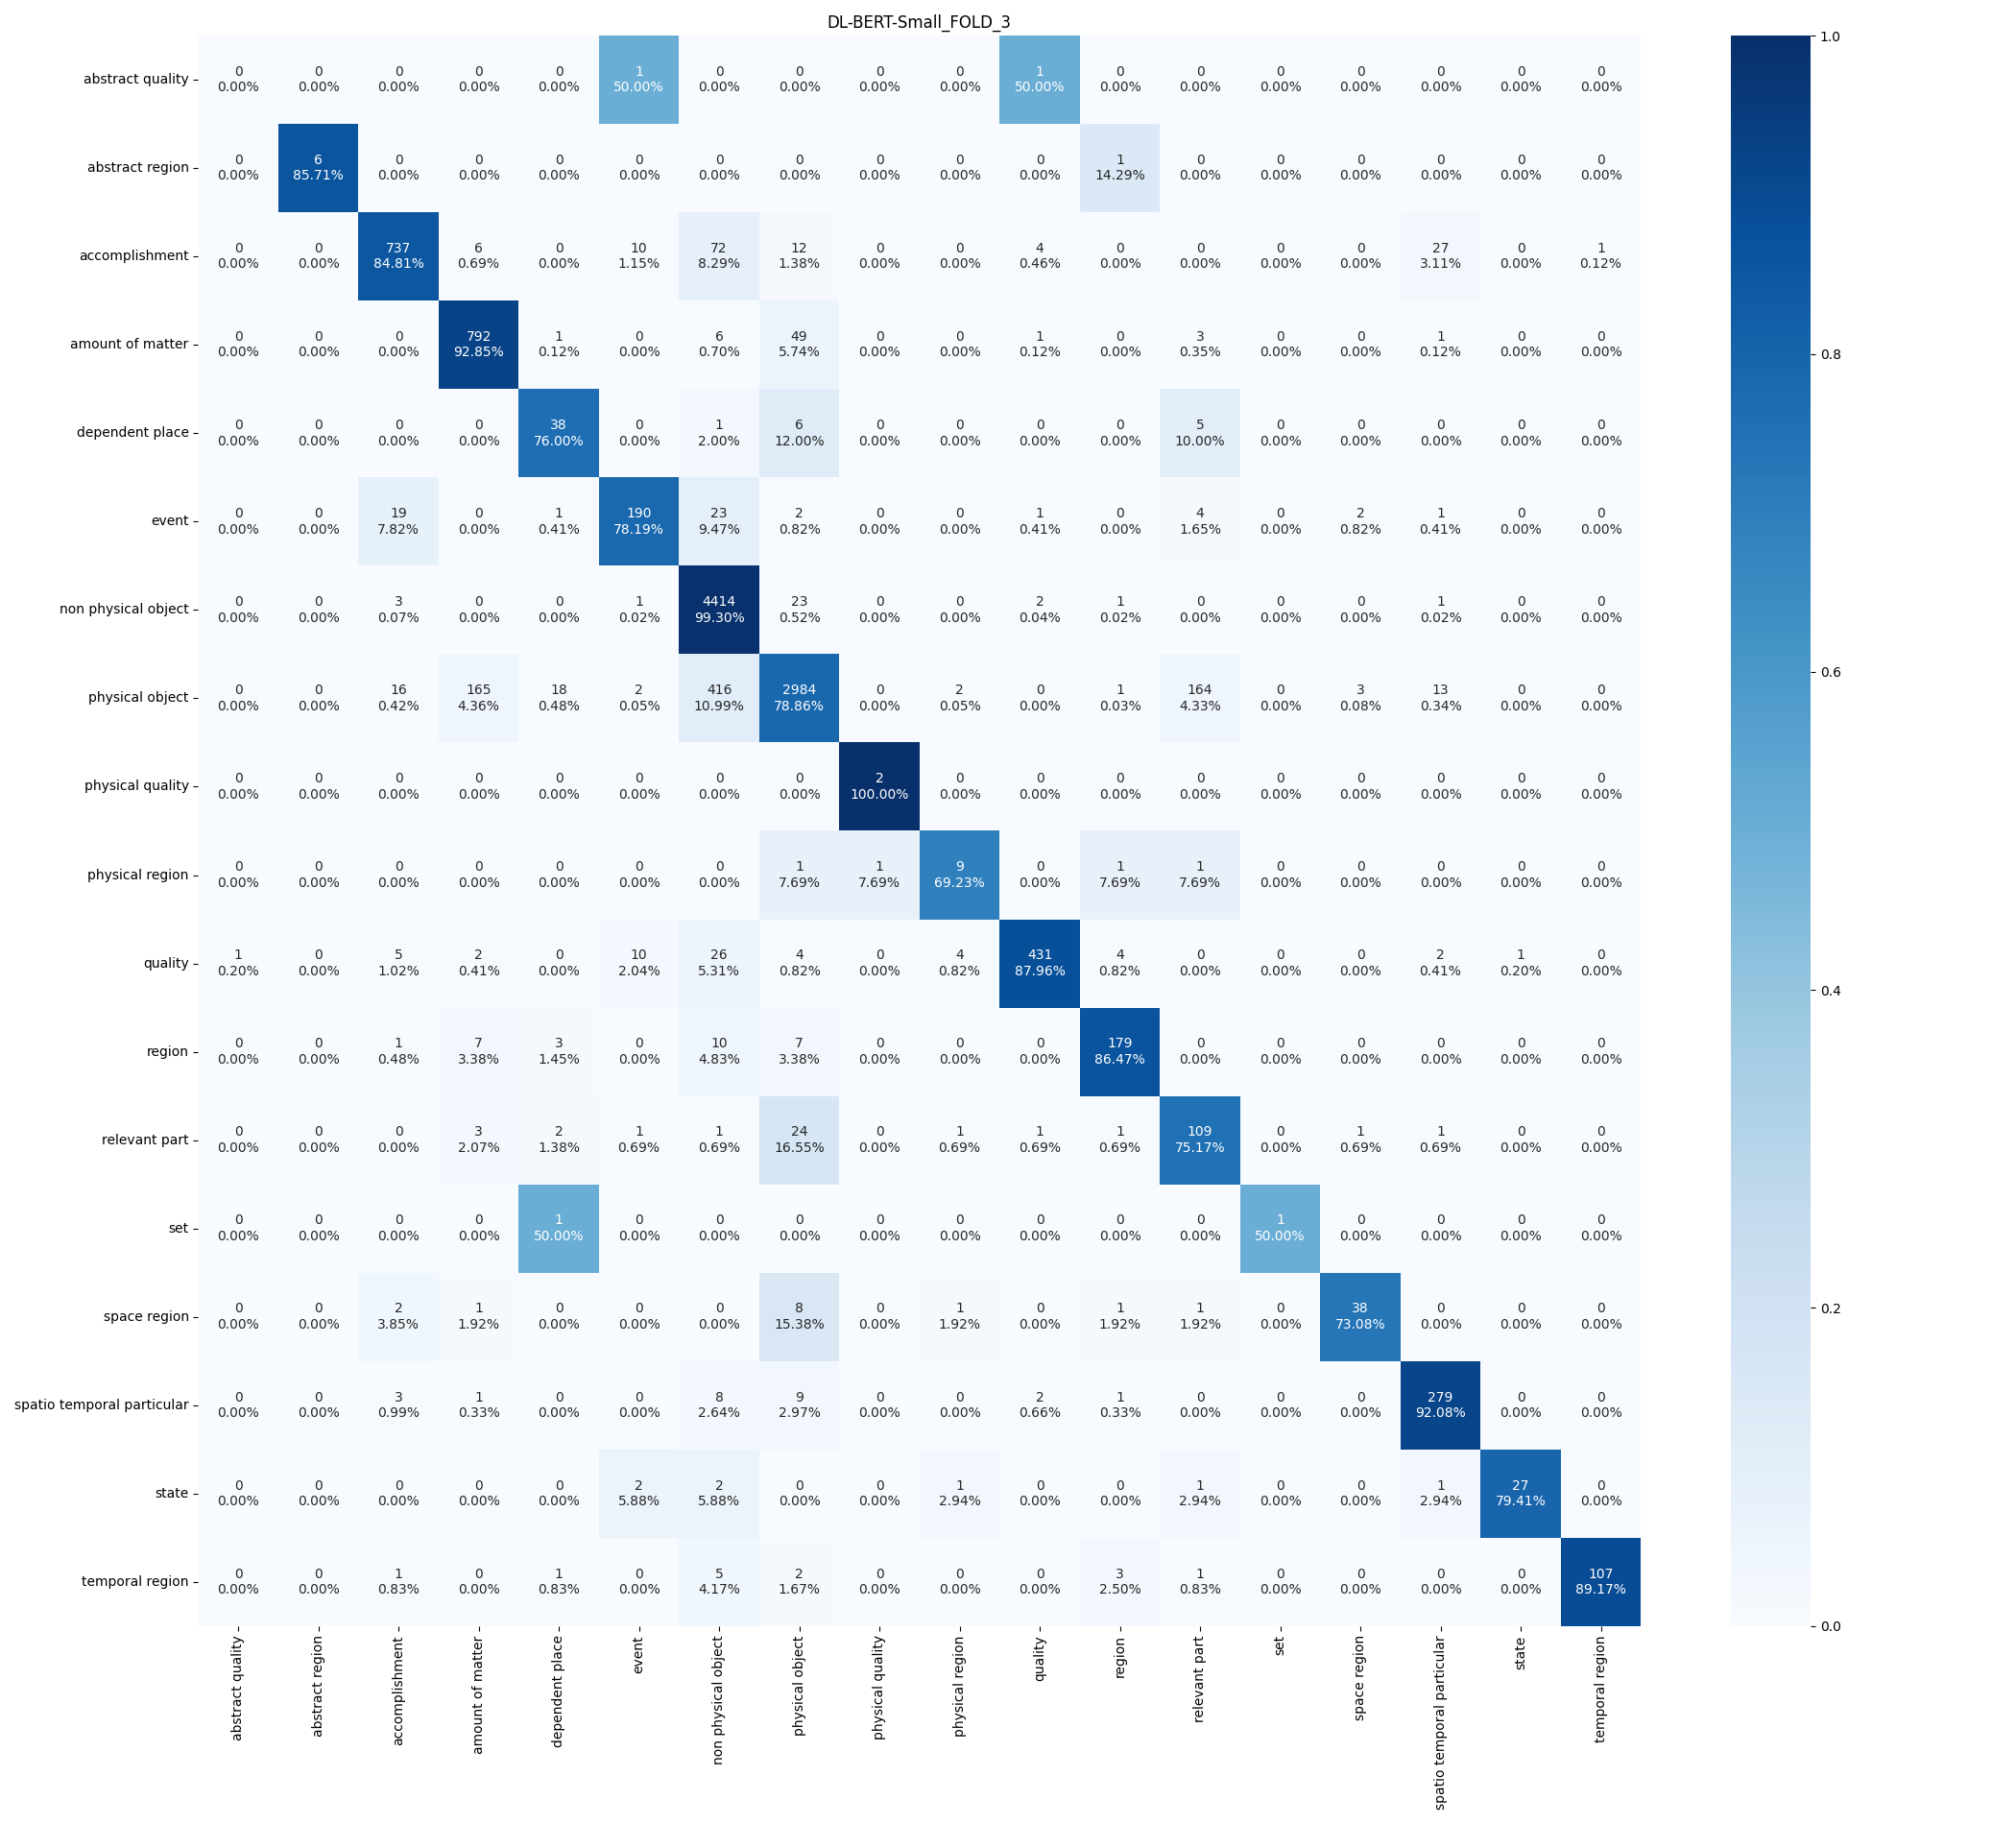 DL-BERT-Small_FOLD_3
abstract quality 0 0 0 0 0 1 0 0 0 0 1 0 0 0 0 0 0 0
0.00% 0.00% 0.00% 0.00% 0.00% 50.00% 0.00% 0.00% 0.00% 0.00% 50.00% 0.00% 0.00% 0.00% 0.00% 0.00% 0.00% 0.00%
abstract region 0 6 0 0 0 0 0 0 0 0 0 1 0 0 0 0 0 0
0.00% 85.71% 0.00% 0.00% 0.00% 0.00% 0.00% 0.00% 0.00% 0.00% 0.00% 14.29% 0.00% 0.00% 0.00% 0.00% 0.00% 0.00%
accomplishment 0 0 737 6 0 10 72 12 0 0 4 0 0 0 0 27 0 1
0.00% 0.00% 84.81% 0.69% 0.00% 1.15% 8.29% 1.38% 0.00% 0.00% 0.46% 0.00% 0.00% 0.00% 0.00% 3.11% 0.00% 0.12%
amount of matter 0 0 0 792 1 0 6 49 0 0 1 0 3 0 0 1 0 0
0.00% 0.00% 0.00% 92.85% 0.12% 0.00% 0.70% 5.74% 0.00% 0.00% 0.12% 0.00% 0.35% 0.00% 0.00% 0.12% 0.00% 0.00%
dependent place 0 0 0 0 38 0 1 6 0 0 0 0 5 0 0 0 0 0
0.00% 0.00% 0.00% 0.00% 76.00% 0.00% 2.00% 12.00% 0.00% 0.00% 0.00% 0.00% 10.00% 0.00% 0.00% 0.00% 0.00% 0.00%
event 0 0 19 0 1 190 23 2 0 0 1 0 4 0 2 1 0 0
0.00% 0.00% 7.82% 0.00% 0.41% 78.19% 9.47% 0.82% 0.00% 0.00% 0.41% 0.00% 1.65% 0.00% 0.82% 0.41% 0.00% 0.00%
non physical object 0 0 3 0 0 1 4414 23 0 0 2 1 0 0 0 1 0 0
0.00% 0.00% 0.07% 0.00% 0.00% 0.02% 99.30% 0.52% 0.00% 0.00% 0.04% 0.02% 0.00% 0.00% 0.00% 0.02% 0.00% 0.00%
physical object 0 0 16 165 18 2 416 2984 0 2 0 1 164 0 3 13 0 0
0.00% 0.00% 0.42% 4.36% 0.48% 0.05% 10.99% 78.86% 0.00% 0.05% 0.00% 0.03% 4.33% 0.00% 0.08% 0.34% 0.00% 0.00%
physical quality 0 0 0 0 0 0 0 0 2 0 0 0 0 0 0 0 0 0
0.00% 0.00% 0.00% 0.00% 0.00% 0.00% 0.00% 0.00% 100.00% 0.00% 0.00% 0.00% 0.00% 0.00% 0.00% 0.00% 0.00% 0.00%
physical region 0 0 0 0 0 0 0 1 1 9 0 1 1 0 0 0 0 0
0.00% 0.00% 0.00% 0.00% 0.00% 0.00% 0.00% 7.69% 7.69% 69.23% 0.00% 7.69% 7.69% 0.00% 0.00% 0.00% 0.00% 0.00%
quality 1 0 5 2 0 10 26 4 0 4 431 4 0 0 0 2 1 0
0.20% 0.00% 1.02% 0.41% 0.00% 2.04% 5.31% 0.82% 0.00% 0.82% 87.96% 0.82% 0.00% 0.00% 0.00% 0.41% 0.20% 0.00%
region 0 0 1 7 3 0 10 7 0 0 0 179 0 0 0 0 0 0
0.00% 0.00% 0.48% 3.38% 1.45% 0.00% 4.83% 3.38% 0.00% 0.00% 0.00% 86.47% 0.00% 0.00% 0.00% 0.00% 0.00% 0.00%
relevant part 0 0 0 3 2 1 1 24 0 1 1 1 109 0 1 1 0 0
0.00% 0.00% 0.00% 2.07% 1.38% 0.69% 0.69% 16.55% 0.00% 0.69% 0.69% 0.69% 75.17% 0.00% 0.69% 0.69% 0.00% 0.00%
set 0 0 0 0 1 0 0 0 0 0 0 0 0 1 0 0 0 0
0.00% 0.00% 0.00% 0.00% 50.00% 0.00% 0.00% 0.00% 0.00% 0.00% 0.00% 0.00% 0.00% 50.00% 0.00% 0.00% 0.00% 0.00%
space region 0 0 2 1 0 0 0 8 0 1 0 1 1 0 38 0 0 0
0.00% 0.00% 3.85% 1.92% 0.00% 0.00% 0.00% 15.38% 0.00% 1.92% 0.00% 1.92% 1.92% 0.00% 73.08% 0.00% 0.00% 0.00%
spatio temporal particular 0 0 3 1 0 0 8 9 0 0 2 1 0 0 0 279 0 0
0.00% 0.00% 0.99% 0.33% 0.00% 0.00% 2.64% 2.97% 0.00% 0.00% 0.66% 0.33% 0.00% 0.00% 0.00% 92.08% 0.00% 0.00%
state 0 0 0 0 0 2 2 0 0 1 0 0 1 0 0 1 27 0
0.00% 0.00% 0.00% 0.00% 0.00% 5.88% 5.88% 0.00% 0.00% 2.94% 0.00% 0.00% 2.94% 0.00% 0.00% 2.94% 79.41% 0.00%
temporal region 0 0 1 0 1 0 5 2 0 0 0 3 1 0 0 0 0 107
0.00% 0.00% 0.83% 0.00% 0.83% 0.00% 4.17% 1.67% 0.00% 0.00% 0.00% 2.50% 0.83% 0.00% 0.00% 0.00% 0.00% 89.17%
abstract quality
abstract region
accomplishment
amount of matter
dependent place
event
non physical object
physical object
physical quality
physical region
quality
region
relevant part
set
space region
spatio temporal particular
state
temporal region
1.0
0.8
0.6
0.4
0.2
0.0